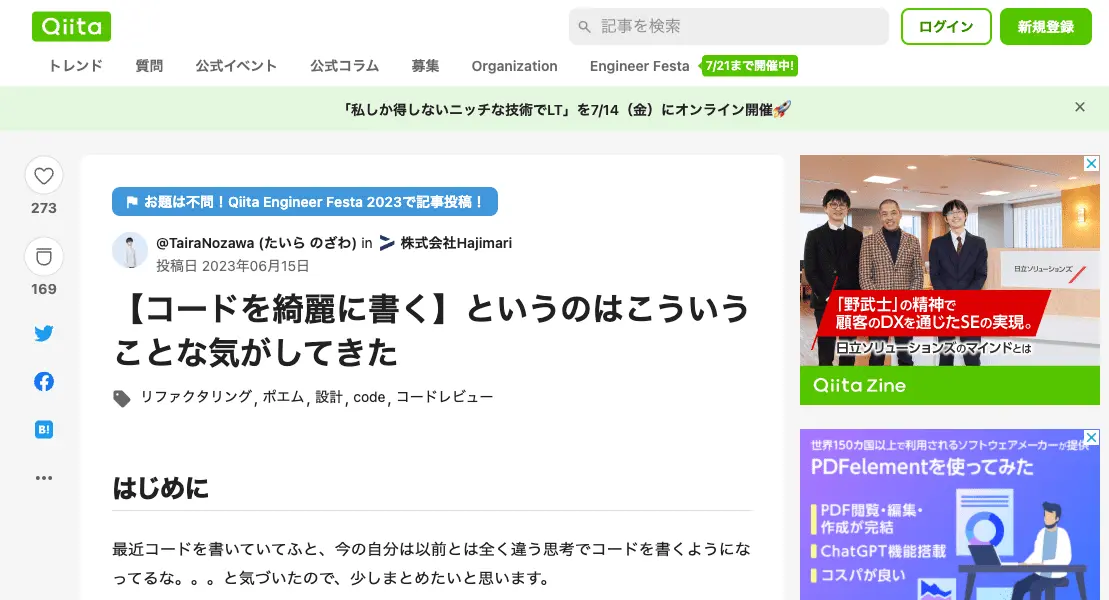 Qiita
記事を検索
ログイン
新規登録
トレンド
質問
公式イベント
公式コラム
募集
Organization
Engineer Festa
7/21まで開催中!
「私しか得しないニッチな技術でLT」を7/14（金）にオンライン開催🚀
273
169
B!
お題は不問！Qiita Engineer Festa 2023で記事投稿！
@TairaNozawa (たいら のざわ) in 株式会社Hajimari
投稿日 2023年06月15日
【コードを綺麗に書く】というのはこういう
ことな気がしてきた
リファクタリング, ポエム, 設計, code, コードレビュー
はじめに
最近コードを書いていてふと、今の自分は以前とは全く違う思考でコードを書くようにな
ってるな。。。と気づいたので、少しまとめたいと思います。
日立ソリューションズ
「野武士」の精神で
顧客のDXを通じたSEの実現。
日立ソリューションズのマインドとは
Qiita Zine
世界150カ国以上で利用されるソフトウェアメーカーが提供
PDFelementを使ってみた
PDF閲覧・編集・
作成が完結
ChatGPT機能搭載
コスパが良い